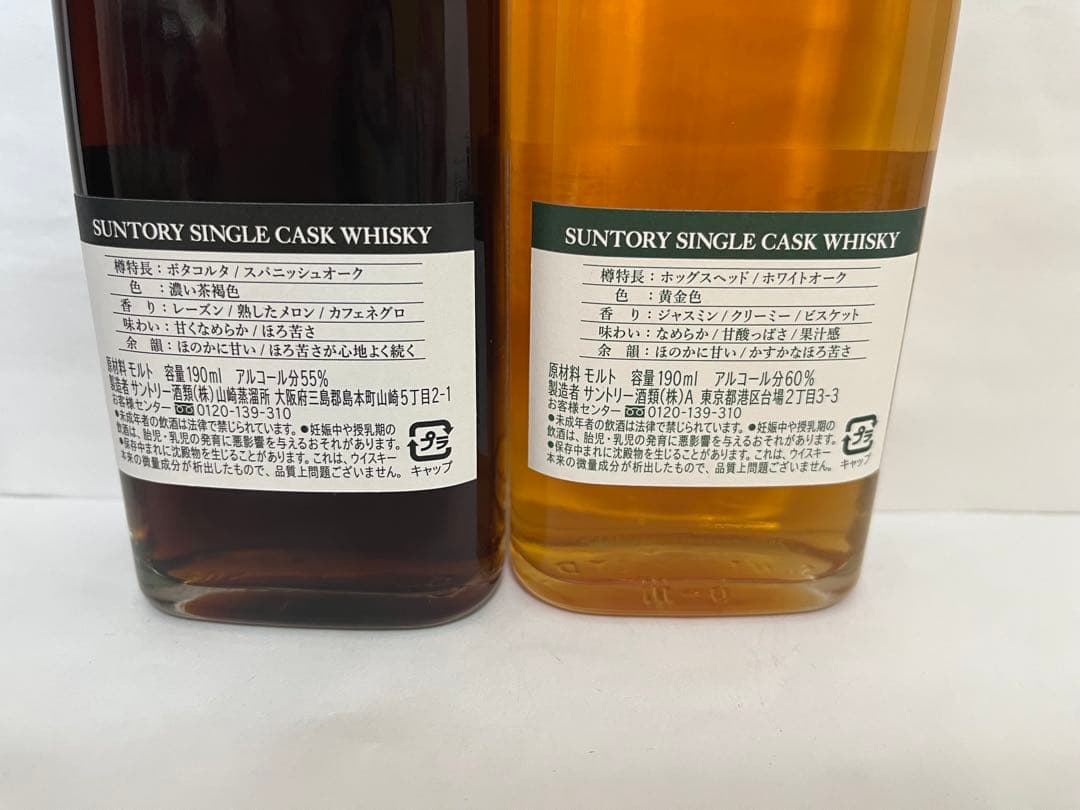 SUNTORY SINGLE CASK WHISKY
樽特長：ボタコルタ/スパニッシュオーク
色：濃い茶褐色
香り：レーズン/熟したメロン/カフェネグロ
味わい：甘くなめらか/ほろ苦さ
余韻：ほのかに甘い/ほろ苦さが心地よく続く
原材料 モルト 容量190ml アルコール分55%
製造者 サントリー酒類(株)山崎蒸溜所 大阪府三島郡島本町山崎5丁目2-1
お客様センター 0120-139-310
●未成年者の飲酒は法律で禁じられています。●妊娠中や授乳期の
飲酒は、胎児・乳児の発育に悪影響を与えるおそれがあります。
●保存中まれに沈殿物を生じることがあります。これは、ウイスキー
本来の微量成分が析出したもので、品質上問題ございません。
プラ
キャップ
SUNTORY SINGLE CASK WHISKY
樽特長：ホッグスヘッド/ホワイトオーク
色：黄金色
香り：ジャスミン/クリーミー/ビスケット
味わい：なめらか/甘酸っぱさ/果汁感
余韻：ほのかに甘い/かすかなほろ苦さ
原材料 モルト 容量190ml アルコール分60%
製造者 サントリー酒類(株)A 東京都港区台場2丁目3-3
お客様センター 0120-139-310
●未成年者の飲酒は法律で禁じられています。●妊娠中や授乳期の
飲酒は、胎児・乳児の発育に悪影響を与えるおそれがあります。
●保存中まれに沈殿物を生じることがあります。これは、ウイスキー
本来の微量成分が析出したもので、品質上問題ございません。
プラ
キャップ